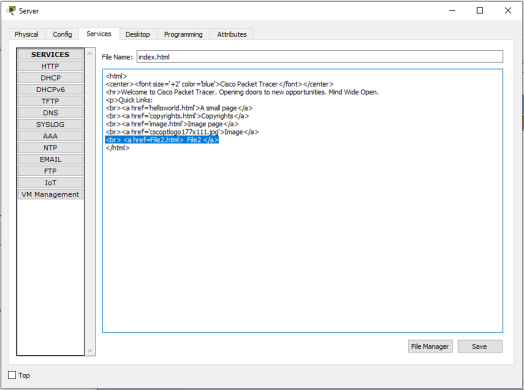 Server
Physical Config Services Desktop Programming Attributes
SERVICES
HTTP
DHCP
DHCPv6
TFTP
DNS
SYSLOG
AAA
NTP
EMAIL
FTP
IoT
VM Management
File Name: index.html
<html>
<center><font size='+2' color='blue'>Cisco Packet Tracer</font></center>
<hr>Welcome to Cisco Packet Tracer. Opening doors to new opportunities. Mind Wide Open.
<p>Quick Links:
<br><a href='helloworld.html'>A small page</a>
<br><a href='copyrights.html'>Copyrights</a>
<br><a href='image.html'>Image page</a>
<br><a href='cscoptlogo177x111.jpg'>Image</a>
<br> <a href=File2.html> File2 </a>
</html>
File Manager Save
Top